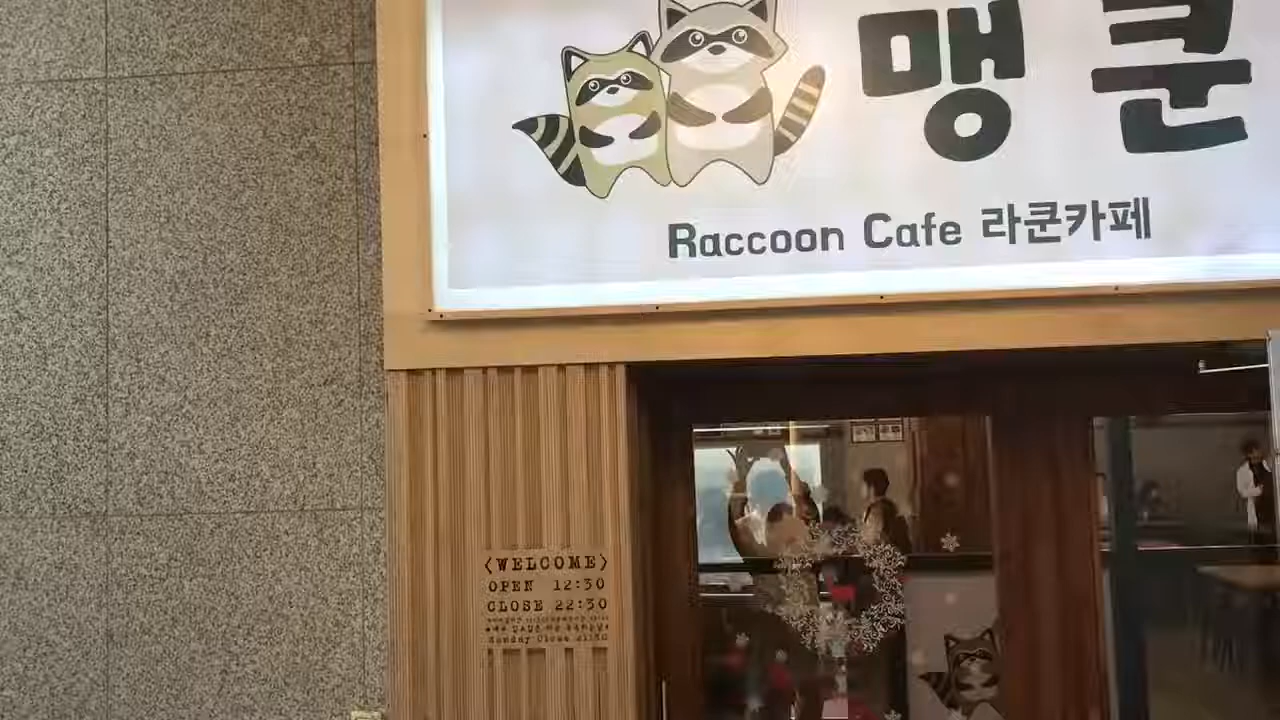 맹쿤
Raccoon Cafe 라쿤카페
<WELCOME>
OPEN 12:30
CLOSE 22:30